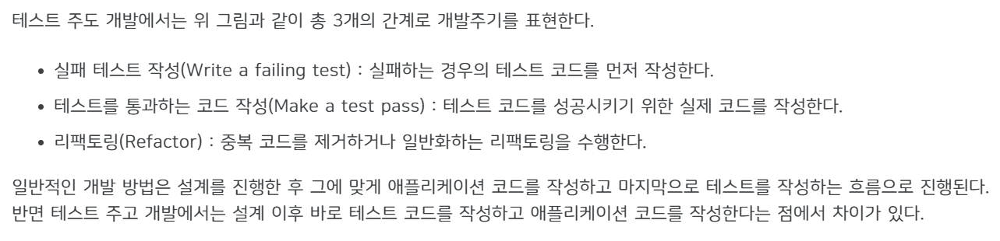 테스트 주도 개발에서는 위 그림과 같이 총 3개의 간계로 개발주기를 표현한다.
• 실패 테스트 작성(Write a failing test) : 실패하는 경우의 테스트 코드를 먼저 작성한다.
• 테스트를 통과하는 코드 작성(Make a test pass) : 테스트 코드를 성공시키기 위한 실제 코드를 작성한다.
• 리팩토링(Refactor) : 중복 코드를 제거하거나 일반화하는 리팩토링을 수행한다.
일반적인 개발 방법은 설계를 진행한 후 그에 맞게 애플리케이션 코드를 작성하고 마지막으로 테스트를 작성하는 흐름으로 진행된다.
반면 테스트 주고 개발에서는 설계 이후 바로 테스트 코드를 작성하고 애플리케이션 코드를 작성한다는 점에서 차이가 있다.